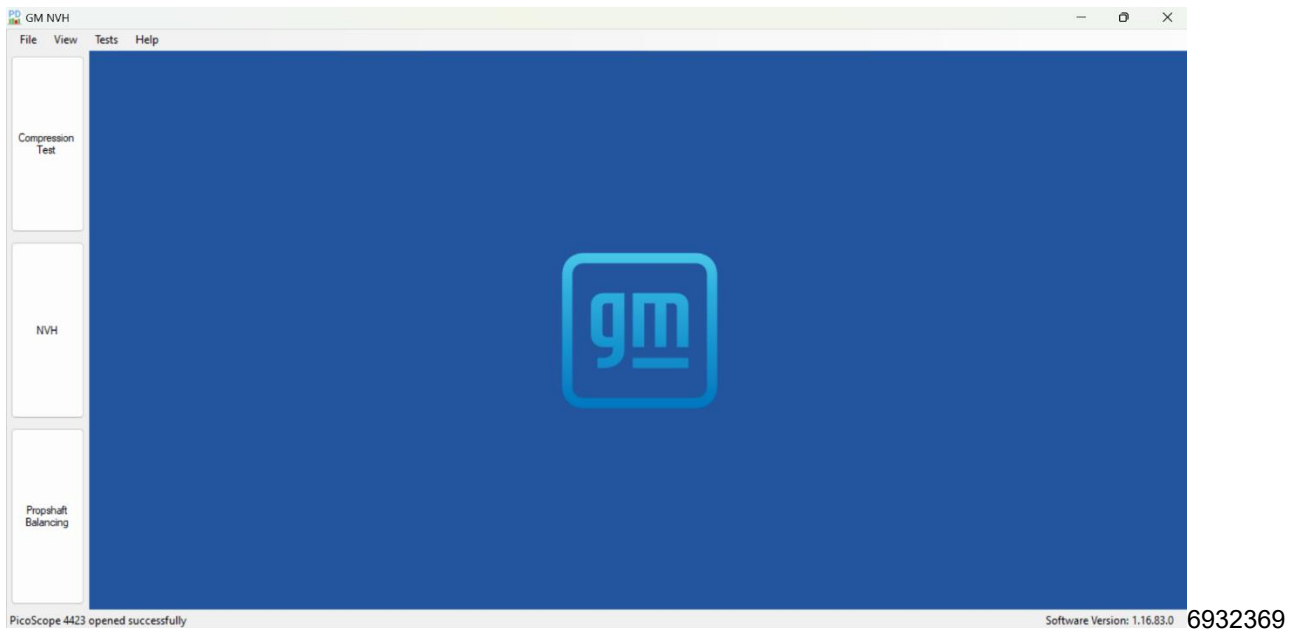 PD GM NVH
File View Tests Help
Compression
Test
NVH
Propshaft
Balancing
gm
PicoScope 4423 opened successfully
Software Version: 1.16.83.0
6932369